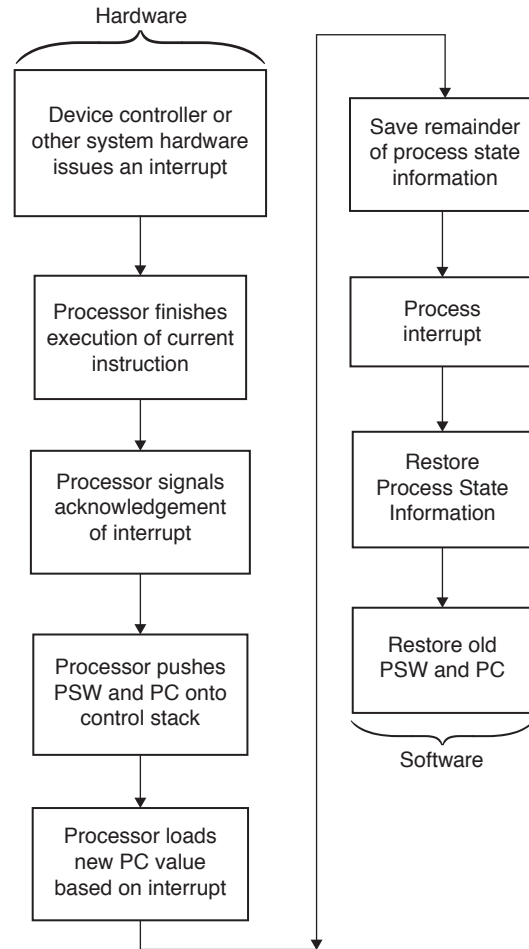 Hardware
Device controller or
other system hardware
issues an interrupt
Processor finishes
execution of current
instruction
Processor signals
acknowledgement
of interrupt
Processor pushes
PSW and PC onto
control stack
Processor loads
new PC value
based on interrupt
Save remainder
of process state
information
Process
interrupt
Restore
Process State
Information
Restore old
PSW and PC
Software